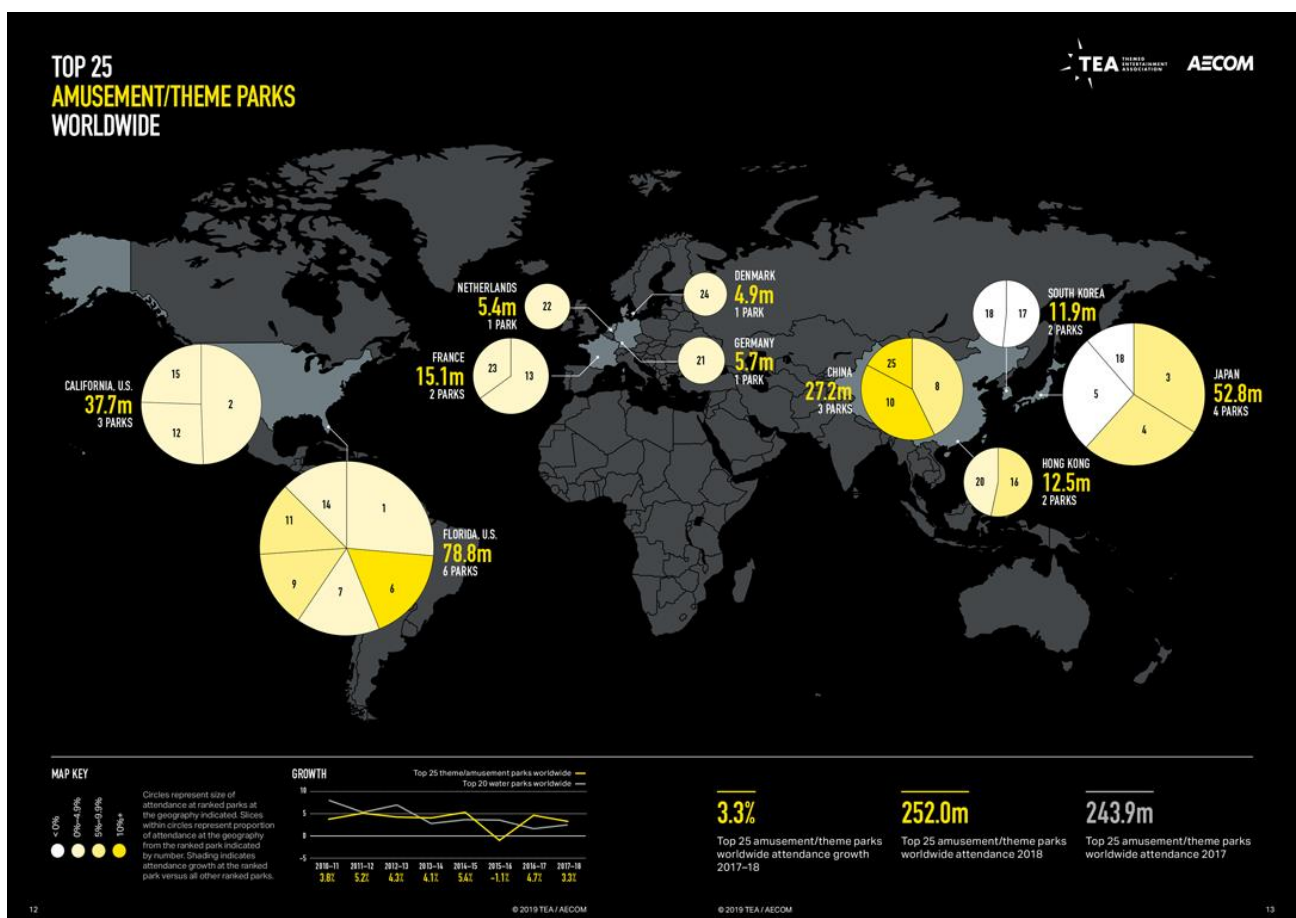 TOP 25
AMUSEMENT/THEME PARKS
WORLDWIDE
TEA THEMED
ENTERTAINMENT
ASSOCIATION
AECOM
CALIFORNIA, U.S.
37.7m
3 PARKS
15
2
12
NETHERLANDS
5.4m
1 PARK
22
FRANCE
15.1m
2 PARKS
23
13
DENMARK
4.9m
1 PARK
24
GERMANY
5.7m
1 PARK
21
14
1
11
9
7
6
FLORIDA, U.S.
78.8m
6 PARKS
CHINA
27.2m
3 PARKS
25
8
10
SOUTH KOREA
11.9m
2 PARKS
18
17
JAPAN
52.8m
4 PARKS
18
3
5
4
HONG KONG
12.5m
2 PARKS
20
16
MAP KEY
<0%
0%–4.9%
5%–9.9%
10%+
Circles represent size of
attendance at ranked parks at
the geography indicated. Slices
within circles represent proportion
of attendance at the geography
from the ranked park indicated
by number. Shading indicates
attendance growth at the ranked
park versus all other ranked parks.
GROWTH
Top 25 theme/amusement parks worldwide
Top 20 water parks worldwide
10
5
0
-5
2010–11 2011–12 2012–13 2013–14 2014–15 2015–16 2016–17 2017–18
3.8% 5.2% 4.3% 4.1% 5.4% -1.1% 4.7% 3.3%
3.3%
Top 25 amusement/theme parks
worldwide attendance growth
2017–18
252.0m
Top 25 amusement/theme parks
worldwide attendance 2018
243.9m
Top 25 amusement/theme parks
worldwide attendance 2017
12
© 2019 TEA / AECOM
© 2019 TEA / AECOM
13